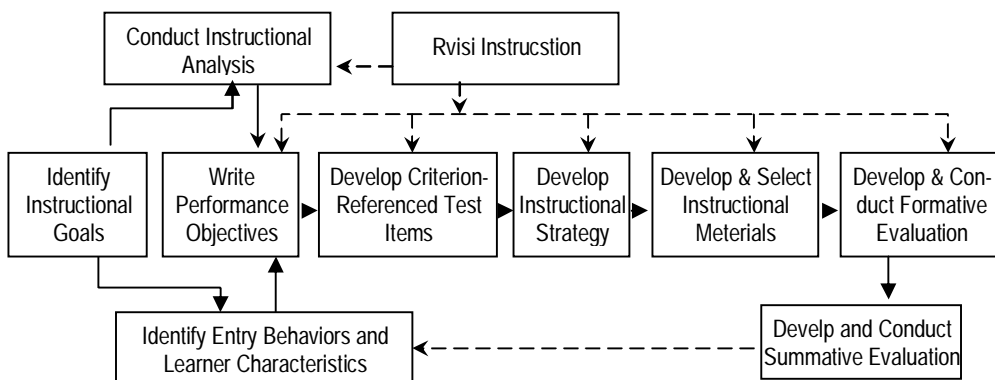 Conduct Instructional
Analysis
Rvisi Instrucstion
Identify
Instructional
Goals
Write
Performance
Objectives
Develop Criterion-
Referenced Test
Items
Develop
Instructional
Strategy
Develop & Select
Instructional
Meterials
Develop & Con-
duct Formative
Evaluation
Identify Entry Behaviors and
Learner Characteristics
Develp and Conduct
Summative Evaluation